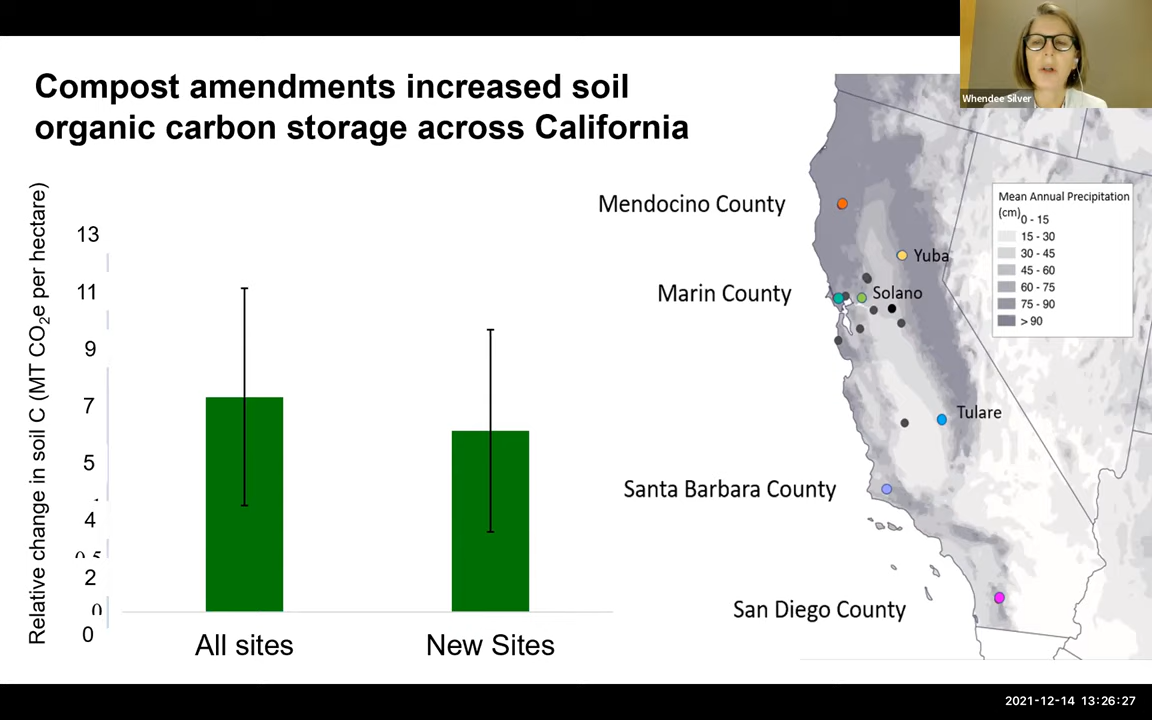 Whendee Silver
Compost amendments increased soil
organic carbon storage across California
Relative change in soil C (MT CO₂e per hectare)
13
11
9
7
5
4
2
0
0
All sites
New Sites
Mendocino County
Yuba
Marin County
Solano
Tulare
Santa Barbara County
San Diego County
Mean Annual Precipitation
(cm)
0 - 15
15 - 30
30 - 45
45 - 60
60 - 75
75 - 90
> 90
2021-12-14 13:26:27